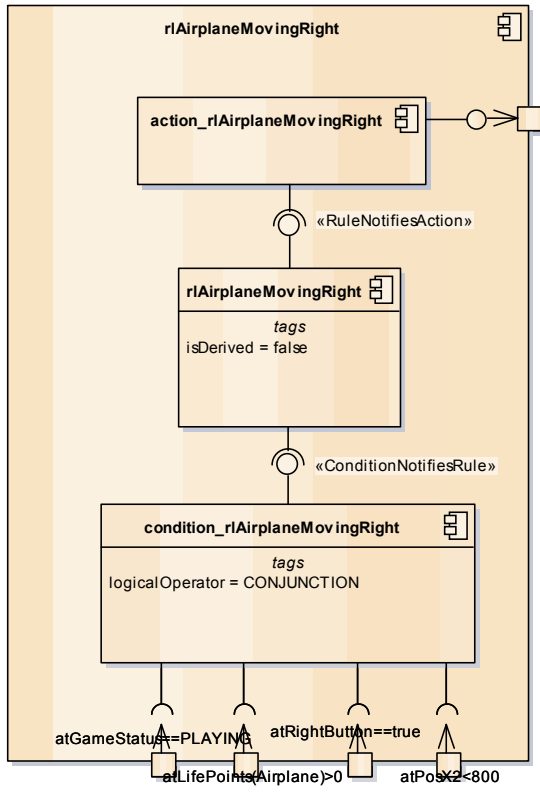 rlAirplaneMovingRight
action_rlAirplaneMovingRight
«RuleNotifiesAction»
rlAirplaneMovingRight
tags
isDerived = false
«ConditionNotifiesRule»
condition_rlAirplaneMovingRight
tags
logicalOperator = CONJUNCTION
atGameStatus==PLAYING
atRightButton==true
atLifePoints(Airplane)>0
atPosX2<800